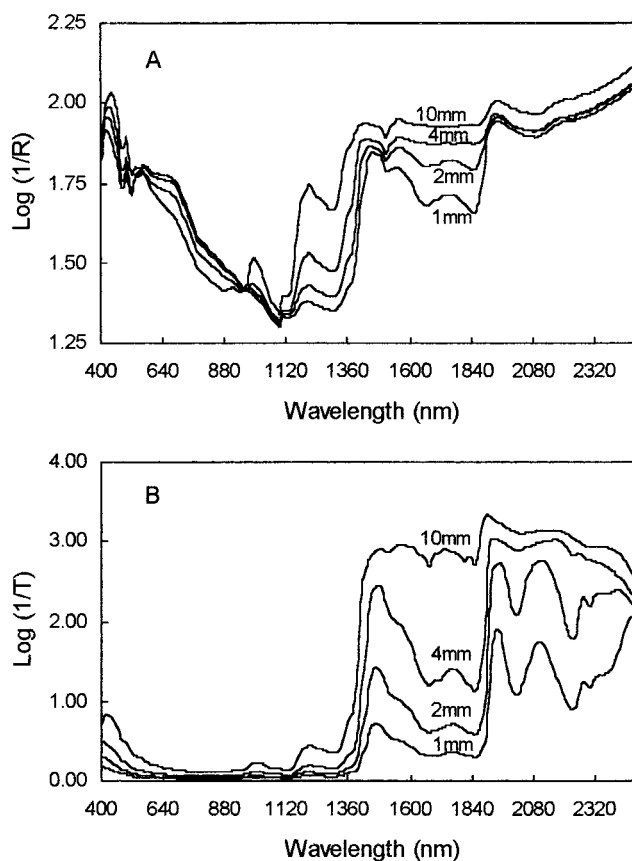 2.25
A
2.00
10mm
4mm
Log (1/R)
1.75
2mm
1mm
1.50
1.25
400 640 880 1120 1360 1600 1840 2080 2320
Wavelength (nm)
4.00
B
3.00
10mm
Log (1/T)
2.00
4mm
1.00
2mm
1mm
0.00
400 640 880 1120 1360 1600 1840 2080 2320
Wavelength (nm)